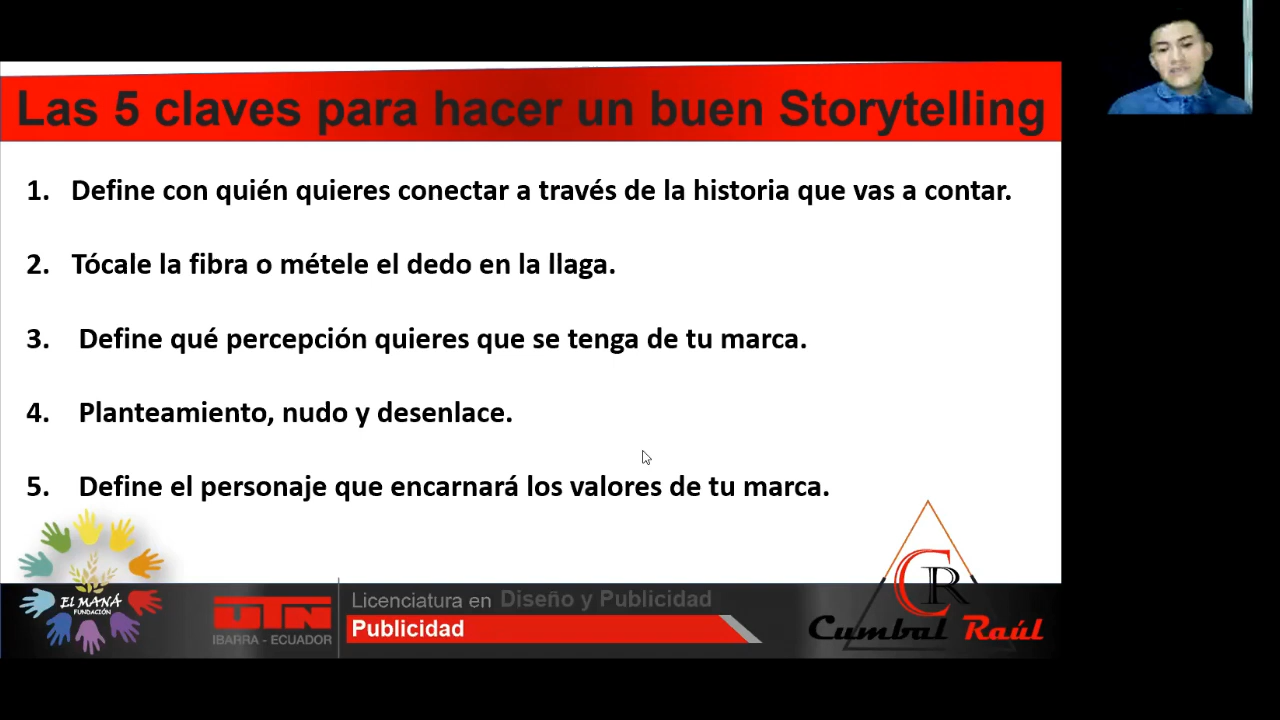 Las 5 claves para hacer un buen Storytelling
1. Define con quién quieres conectar a través de la historia que vas a contar.
2. Tócale la fibra o métele el dedo en la llaga.
3. Define qué percepción quieres que se tenga de tu marca.
4. Planteamiento, nudo y desenlace.
5. Define el personaje que encarnará los valores de tu marca.
EL MANÁ
FUNDACIÓN
UTN
IBARRA - ECUADOR
Licenciatura en Diseño y Publicidad
Publicidad
CR
Cumbal Raúl